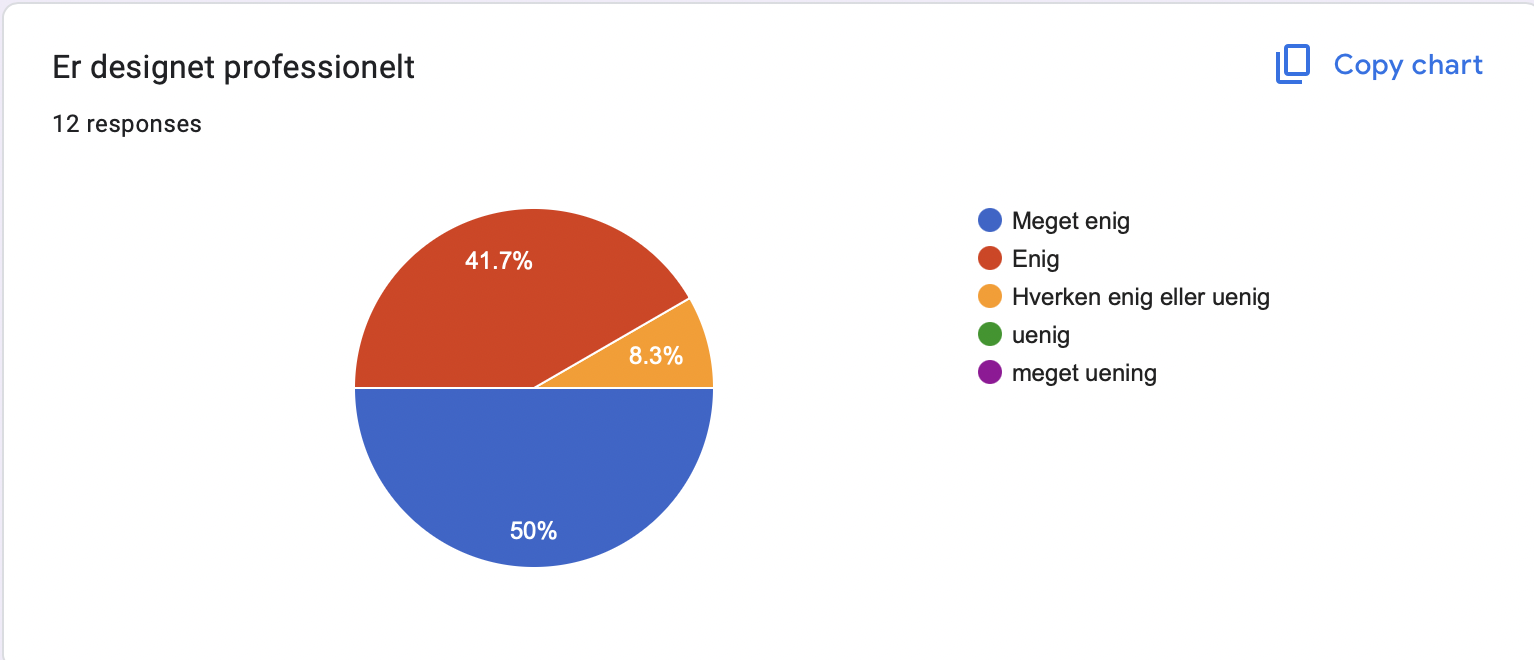 Er designet professionelt
Copy chart
12 responses
41.7%
8.3%
50%
Meget enig
Enig
Hverken enig eller uenig
uenig
meget uening